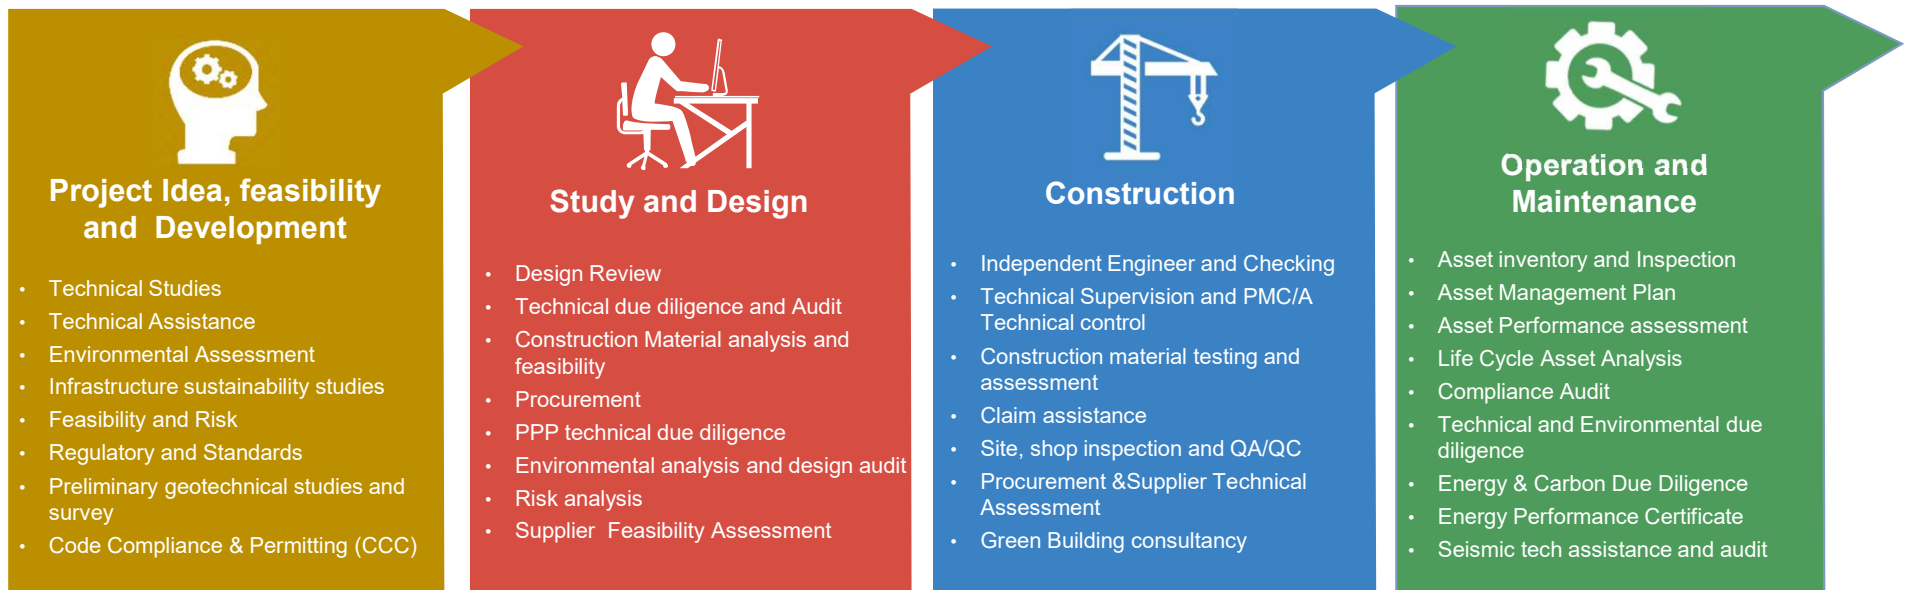 Project Idea, feasibility
and  Development
• Technical Studies
• Technical Assistance
• Environmental Assessment
• Infrastructure sustainability studies
• Feasibility and Risk
• Regulatory and Standards
• Preliminary geotechnical studies and
survey
• Code Compliance & Permitting (CCC)
Study and Design
• Design Review
• Technical due diligence and Audit
• Construction Material analysis and
feasibility
• Procurement
• PPP technical due diligence
• Environmental analysis and design audit
• Risk analysis
• Supplier  Feasibility Assessment
Construction
• Independent Engineer and Checking
• Technical Supervision and PMC/A
Technical control
• Construction material testing and
assessment
• Claim assistance
• Site, shop inspection and QA/QC
• Procurement &Supplier Technical
Assessment
• Green Building consultancy
Operation and
Maintenance
• Asset inventory and Inspection
• Asset Management Plan
• Asset Performance assessment
• Life Cycle Asset Analysis
• Compliance Audit
• Technical and Environmental due
diligence
• Energy & Carbon Due Diligence
• Energy Performance Certificate
• Seismic tech assistance and audit